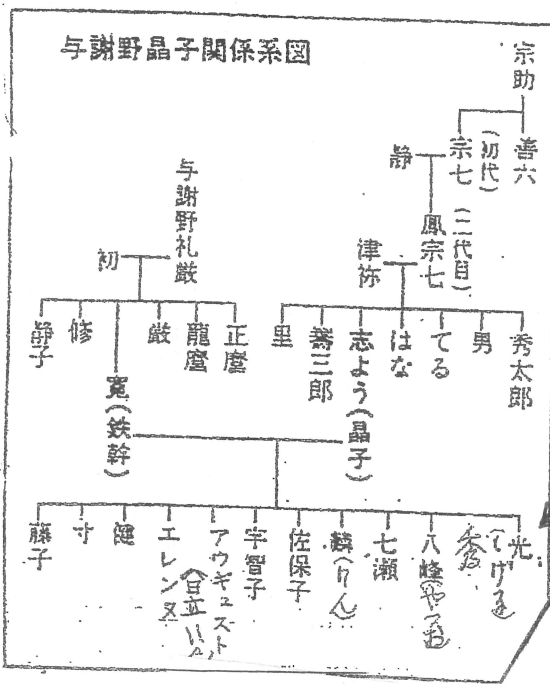 与謝野晶子関係系図
宗助
善六
(初代)
宗七
静
(二代目)
鳳宗七
津祢
与謝野礼厳
初
秀太郎
男
てる
はな
志よう(晶子)
籌三郎
里
正麿
龍麿
厳
寛(鉄幹)
修
静子
光
秀
八峰
七瀬
麟(りん)
佐保子
宇智子
アウギュスト
エレンヌ
健
寸
藤子